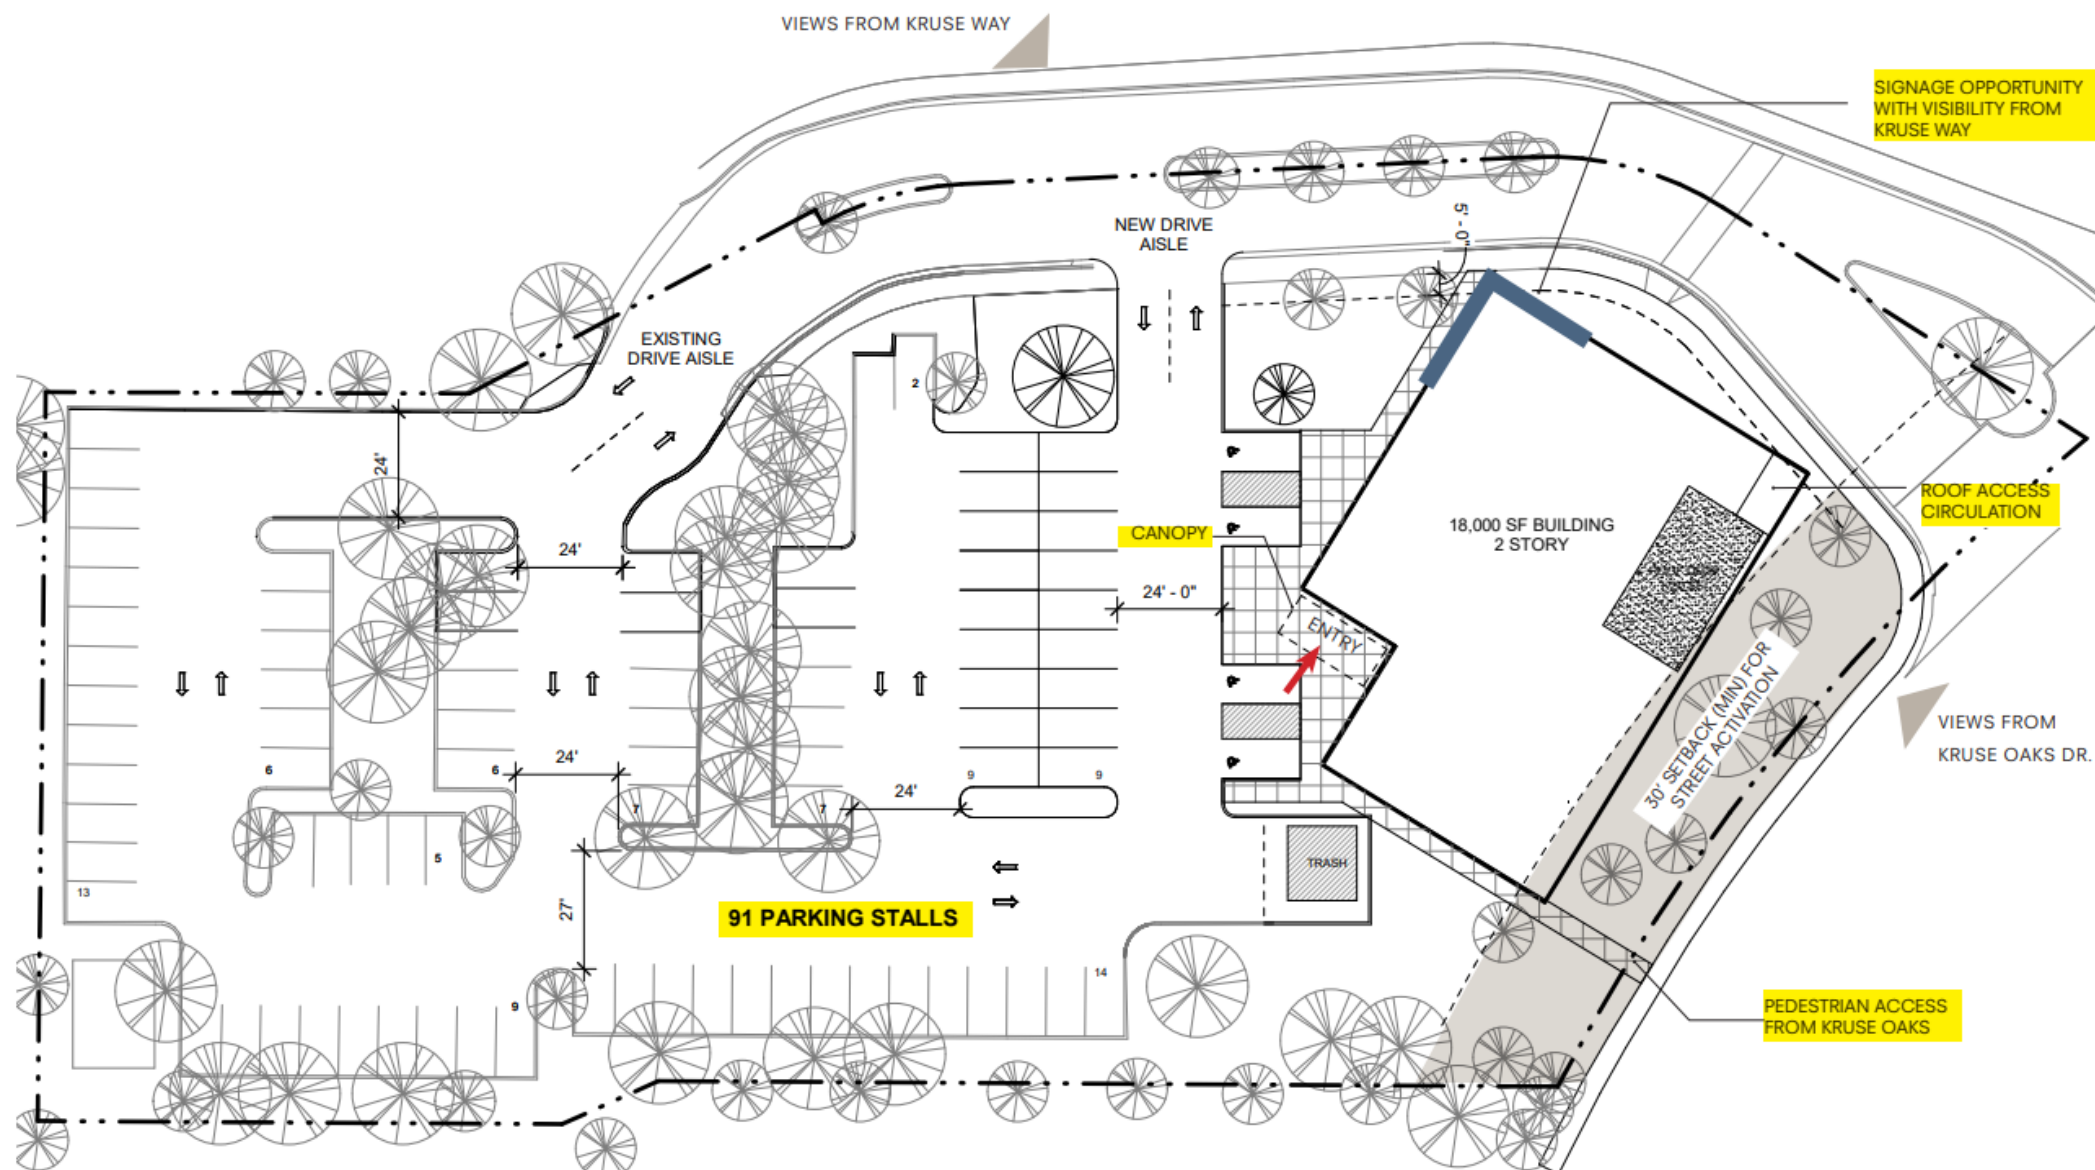 VIEWS FROM KRUSE WAY
SIGNAGE OPPORTUNITY
WITH VISIBILITY FROM
KRUSE WAY
NEW DRIVE
AISLE
5' - 0"
EXISTING
DRIVE AISLE
2
24'
ROOF ACCESS
CIRCULATION
18,000 SF BUILDING
2 STORY
CANOPY
24'
24' - 0"
ENTRY
30' SETBACK (MIN) FOR
STREET ACTIVATION
VIEWS FROM
KRUSE OAKS DR.
6
6
24'
9
9
24'
7
7
5
TRASH
13
27'
91 PARKING STALLS
14
9
PEDESTRIAN ACCESS
FROM KRUSE OAKS